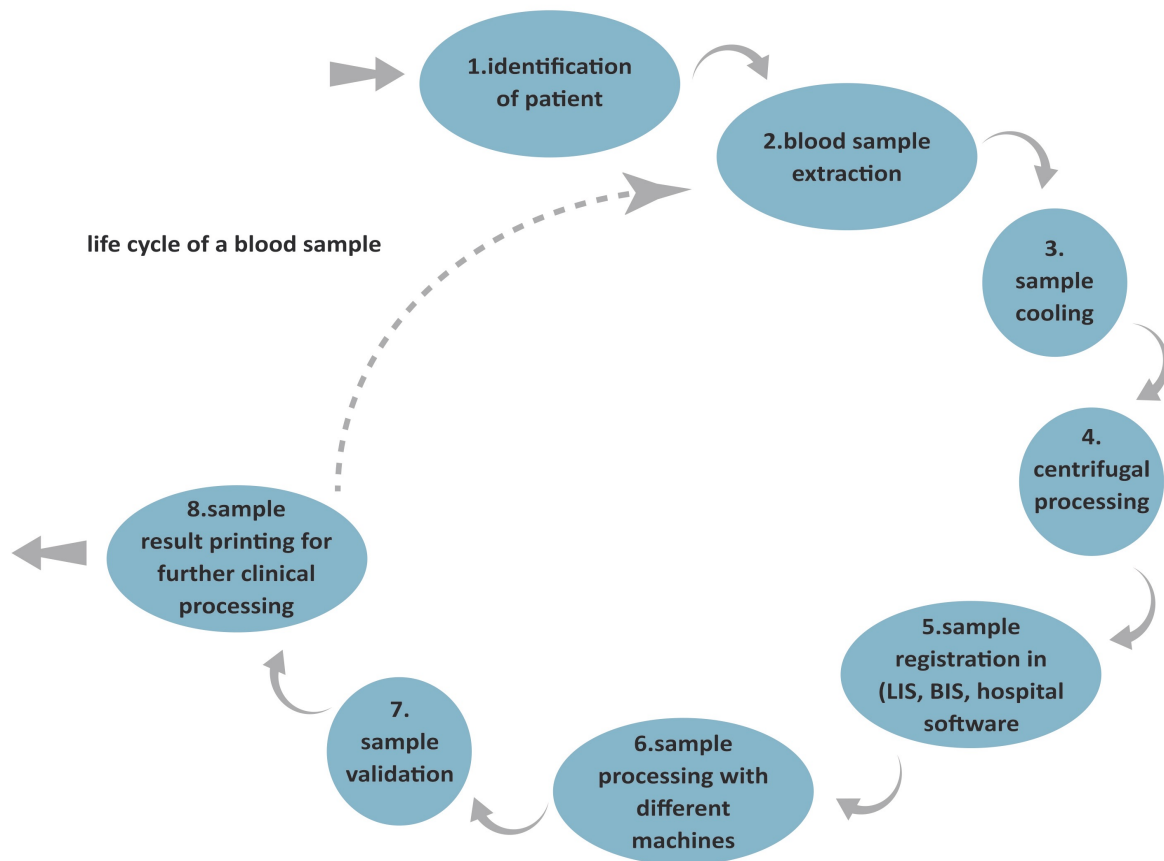 1.identification
of patient
2.blood sample
extraction
life cycle of a blood sample
3.
sample
cooling
4.
centrifugal
processing
5.sample
registration in
(LIS, BIS, hospital
software
6.sample
processing with
different
machines
7.
sample
validation
8.sample
result printing for
further clinical
processing